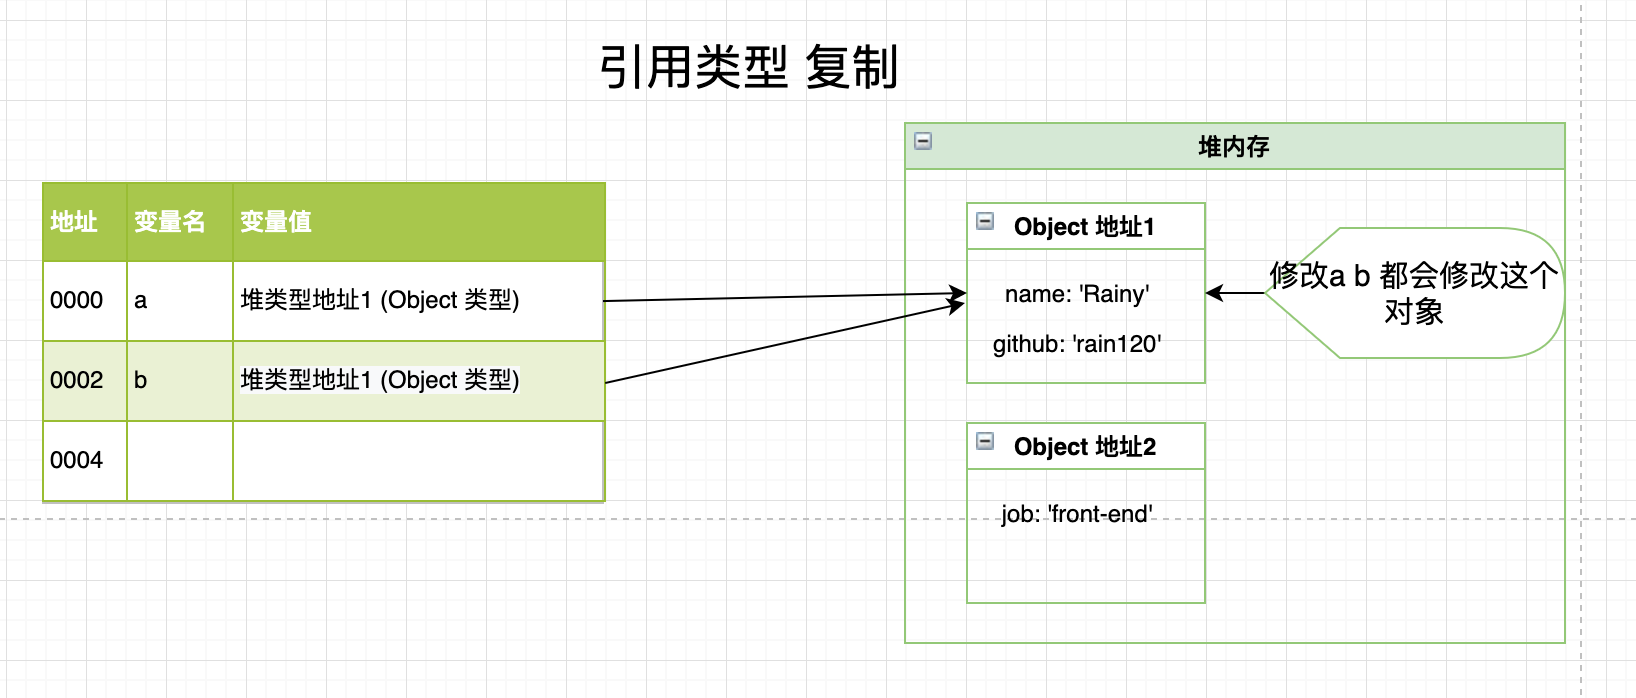 引用类型 复制
地址 变量名 变量值
0000 a 堆类型地址1 (Object 类型)
0002 b 堆类型地址1 (Object 类型)
0004
堆内存
Object 地址1
name: 'Rainy'
github: 'rain120'
修改a b 都会修改这个
对象
Object 地址2
job: 'front-end'